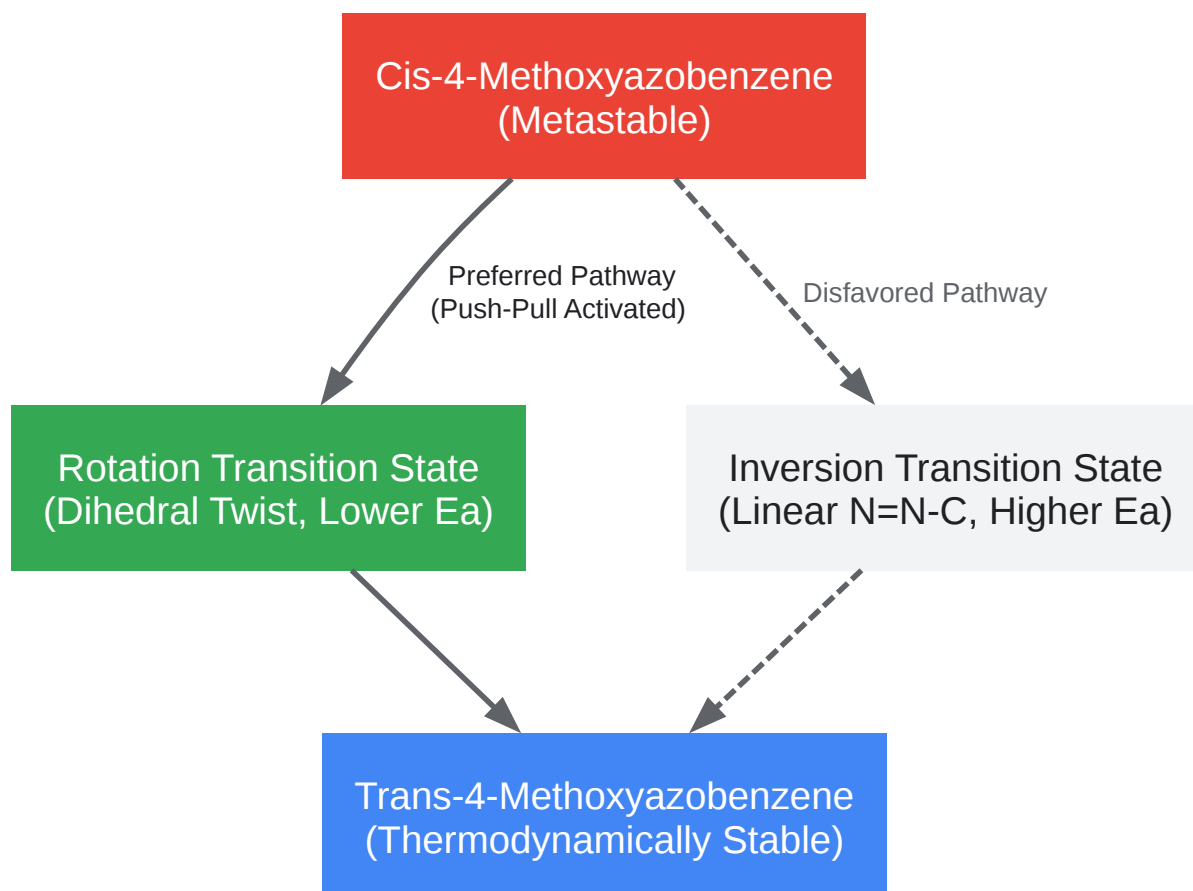 Cis-4-Methoxyazobenzene
(Metastable)
Preferred Pathway
(Push-Pull Activated)
Disfavored Pathway
Rotation Transition State
(Dihedral Twist, Lower Ea)
Inversion Transition State
(Linear N=N-C, Higher Ea)
Trans-4-Methoxyazobenzene
(Thermodynamically Stable)